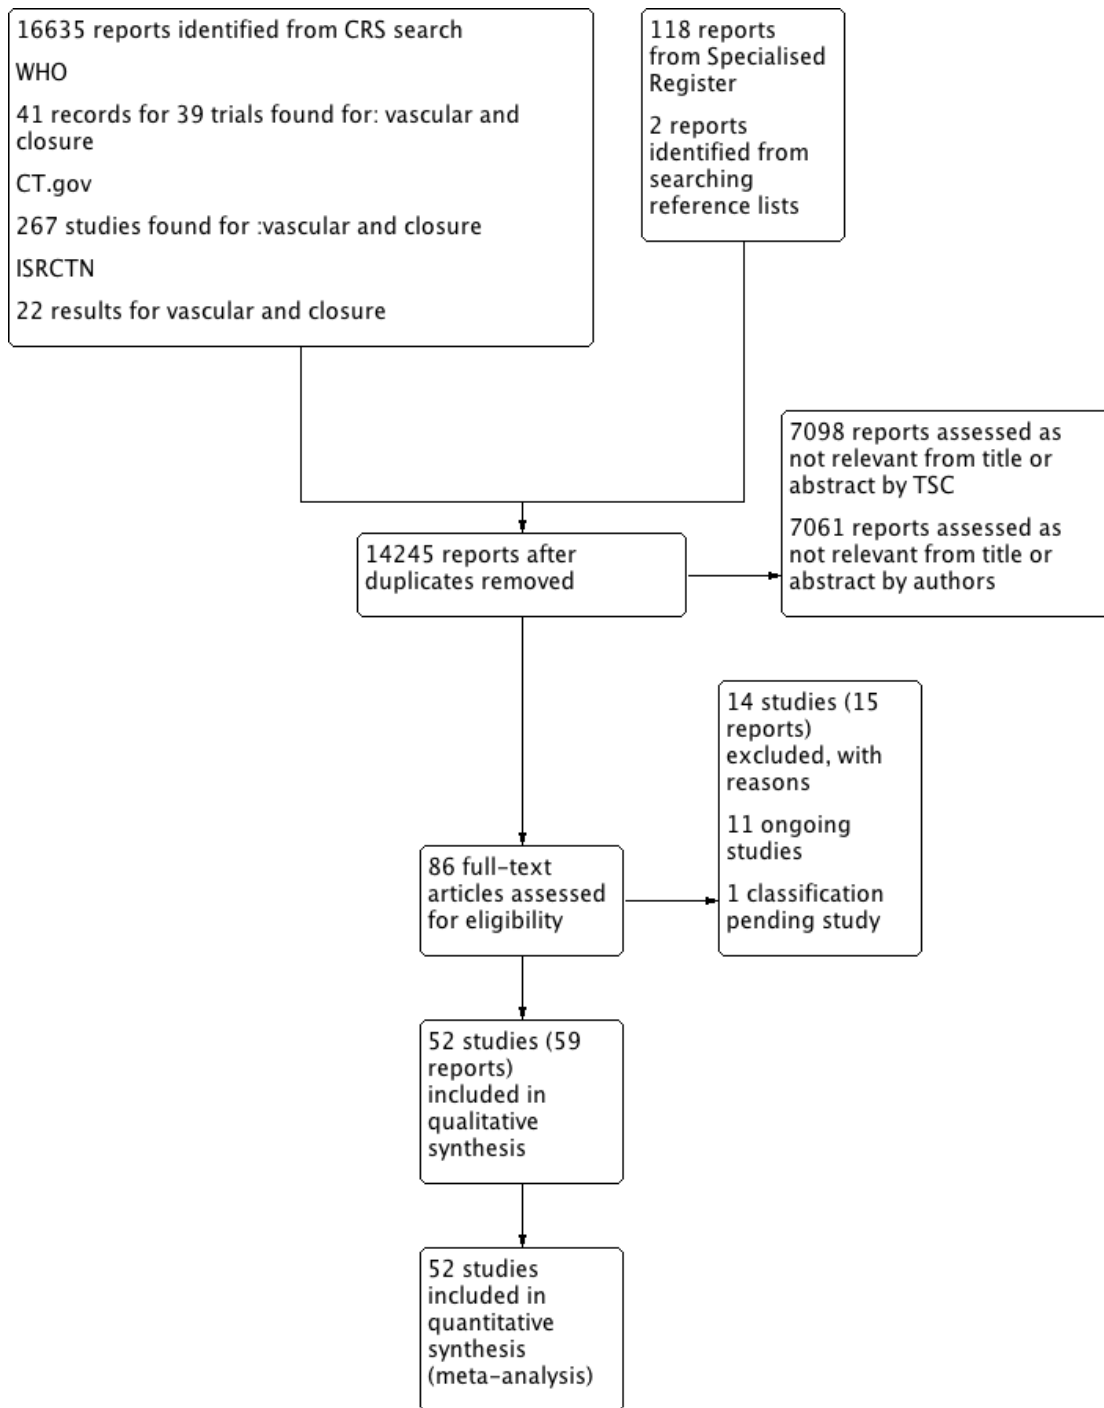 16635 reports identified from CRS search
WHO
41 records for 39 trials found for: vascular and
closure
CT.gov
267 studies found for :vascular and closure
ISRCTN
22 results for vascular and closure
118 reports
from Specialised
Register
2 reports
identified from
searching
reference lists
7098 reports assessed as
not relevant from title or
abstract by TSC
7061 reports assessed as
not relevant from title or
abstract by authors
14245 reports after
duplicates removed
14 studies (15
reports)
excluded, with
reasons
11 ongoing
studies
1 classification
pending study
86 full-text
articles assessed
for eligibility
52 studies (59
reports)
included in
qualitative
synthesis
52 studies
included in
quantitative
synthesis
(meta-analysis)